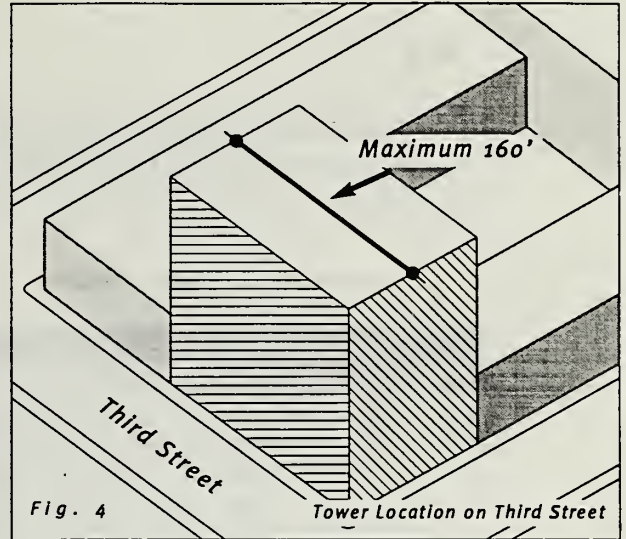 Maximum 160'
Third Street
Fig. 4
Tower Location on Third Street